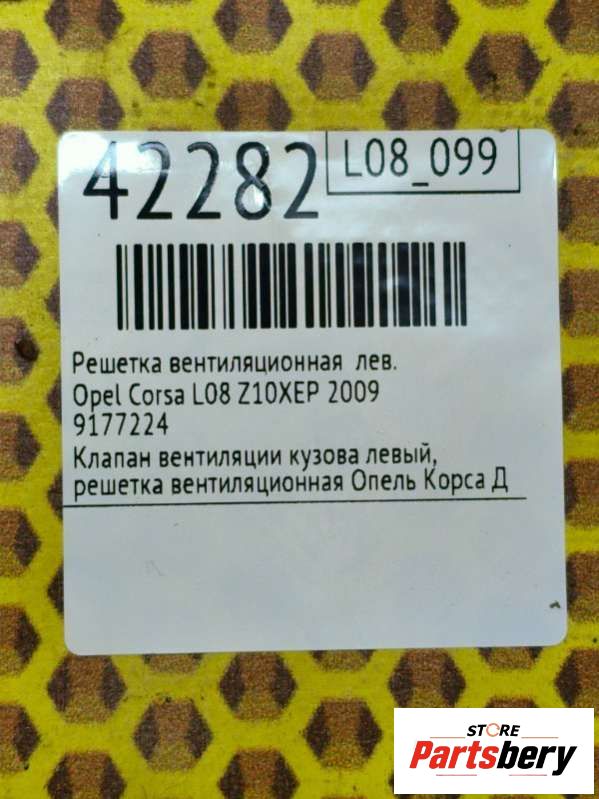 42282
L08_099
Решетка вентиляционная лев.
Opel Corsa L08 Z10XEP 2009
9177224
Клапан вентиляции кузова левый,
решетка вентиляционная Опель Корса Д
STORE
Partsbery